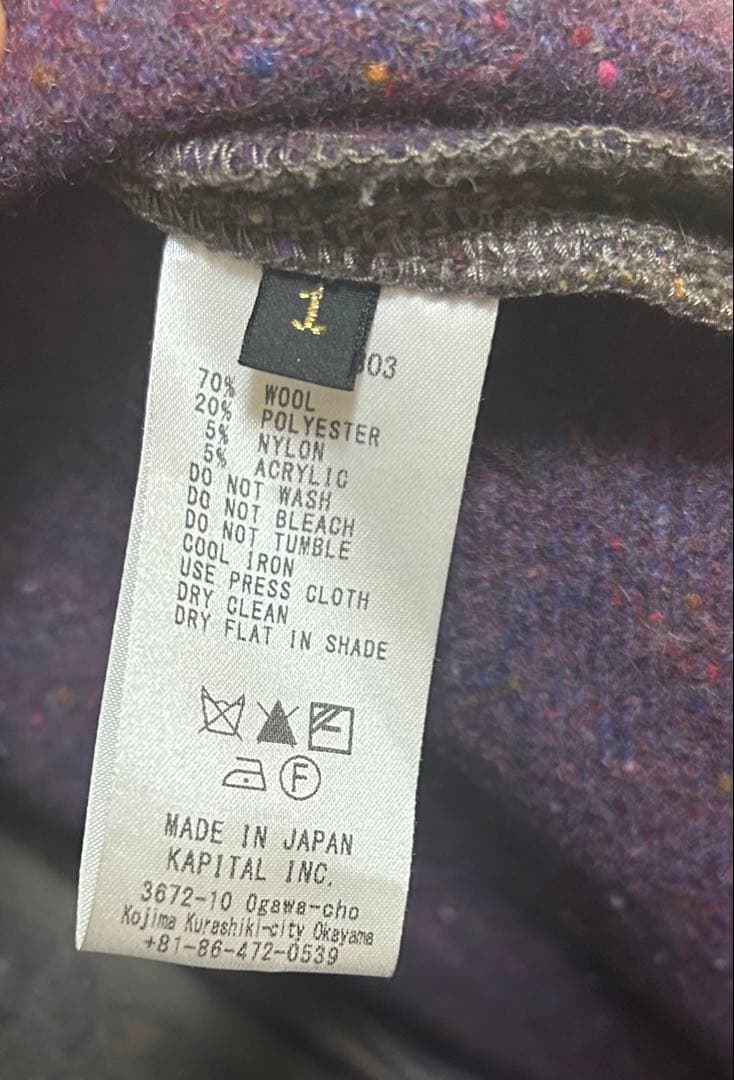 1
03
70% WOOL
20% POLYESTER
5% NYLON
5% ACRYLIC
DO NOT WASH
DO NOT BLEACH
DO NOT TUMBLE
COOL IRON
USE PRESS CLOTH
DRY CLEAN
DRY FLAT IN SHADE
F
MADE IN JAPAN
KAPITAL INC.
3672-10 Ogawa-cho
Kojima Kurashiki-city Okayama
+81-86-472-0539